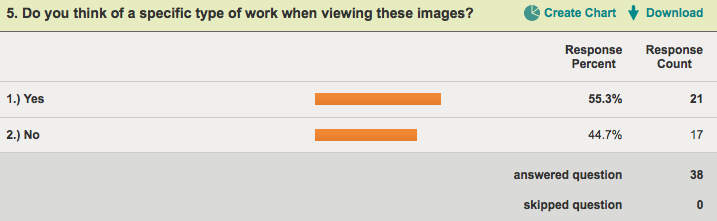 5. Do you think of a specific type of work when viewing these images? Create Chart Download
Response Percent Response Count
1.) Yes 55.3% 21
2.) No 44.7% 17
answered question 38
skipped question 0